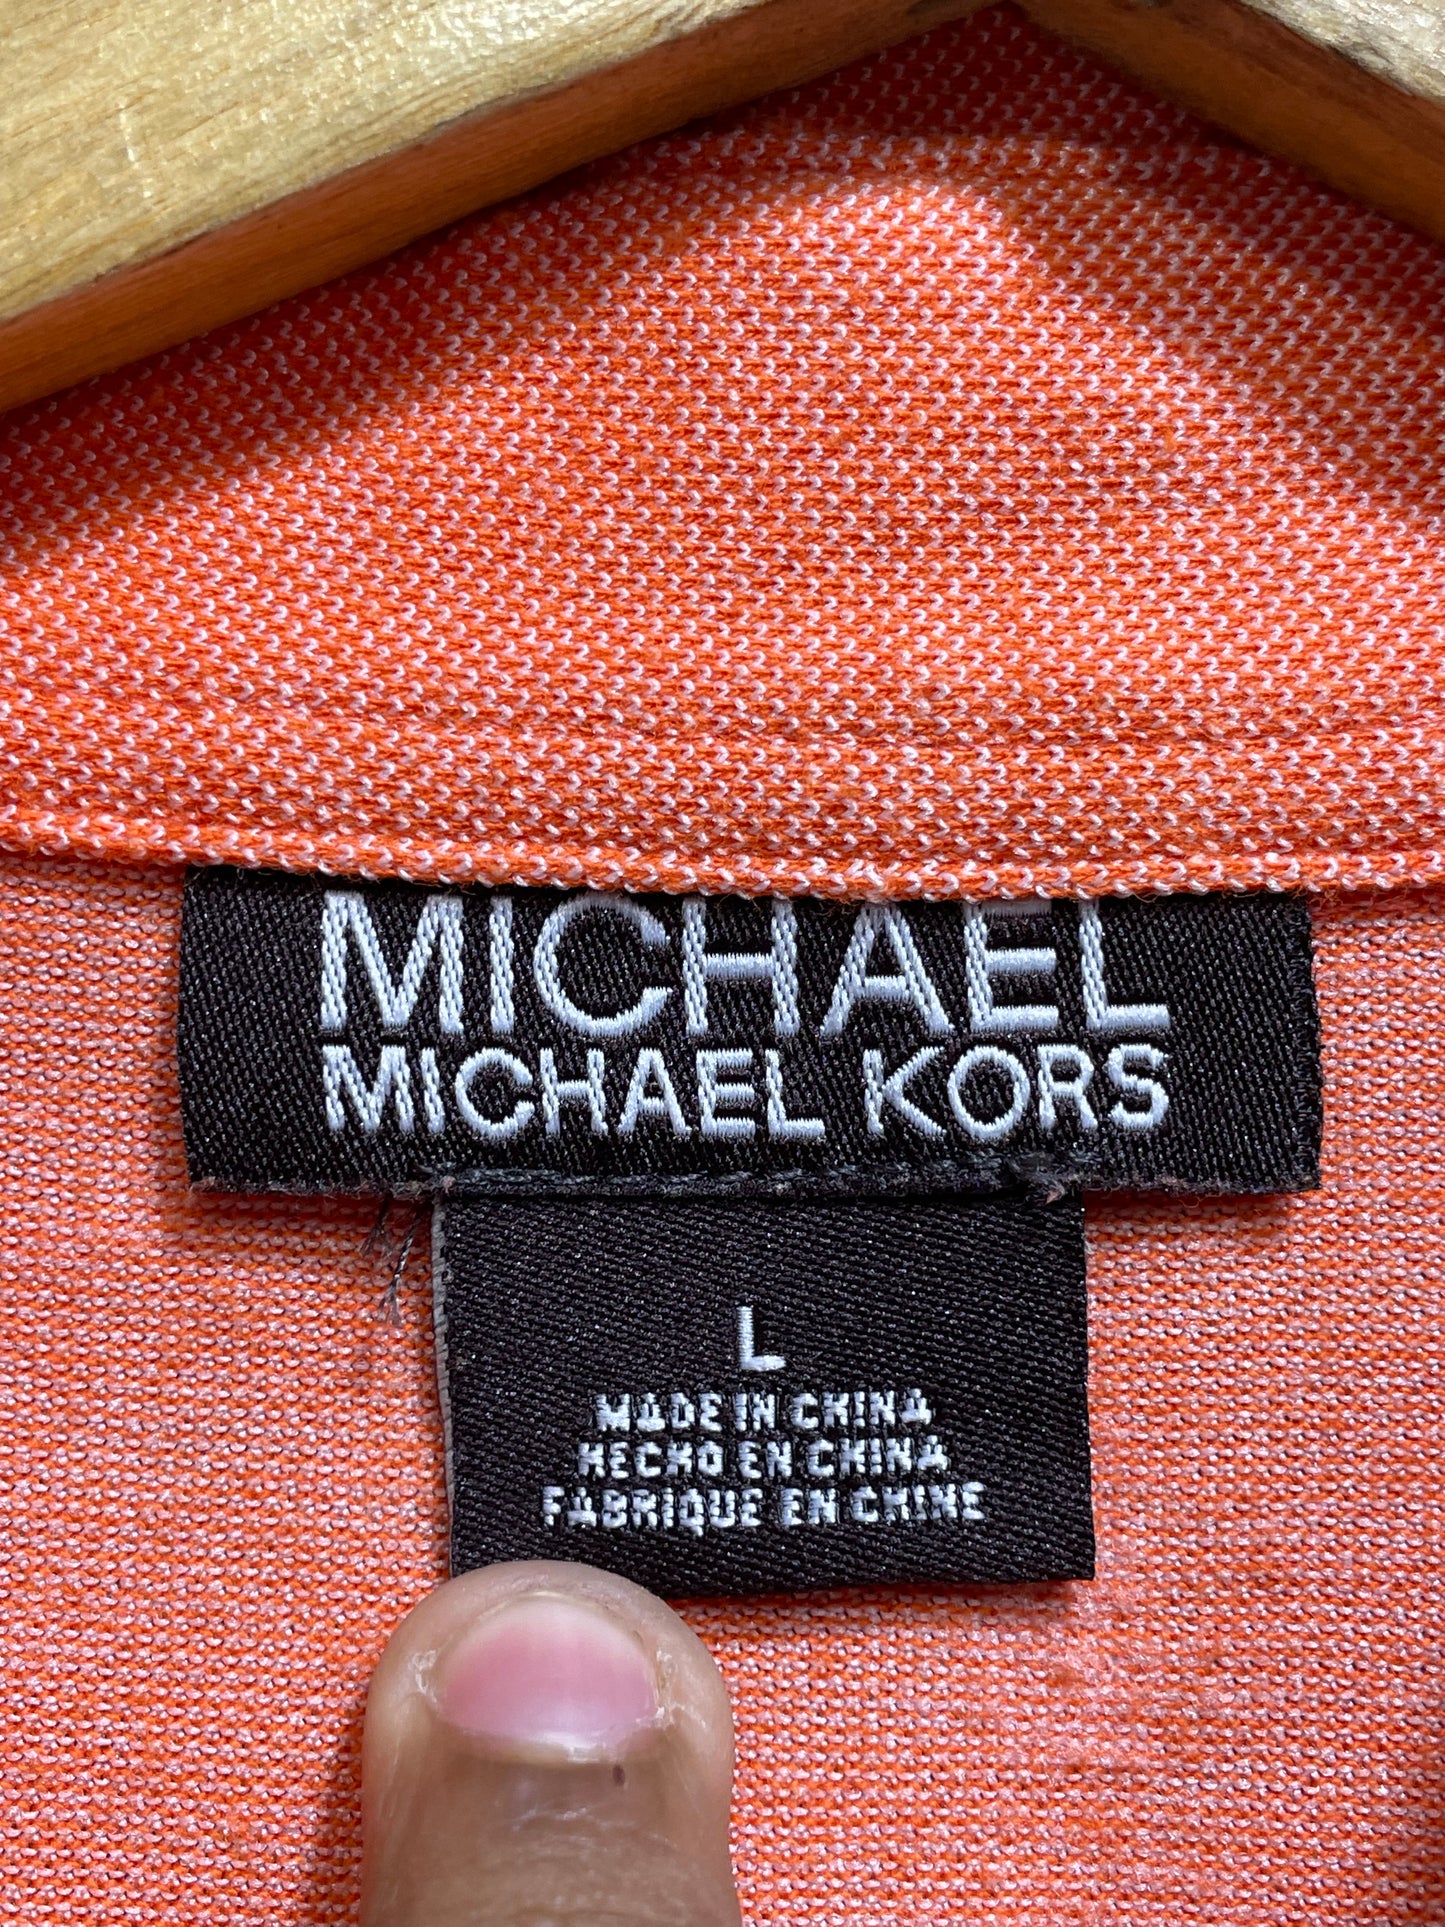 MICHAEL
MICHAEL KORS
L
MADE IN CHINA
HECHO EN CHINA
FABRIQUE EN CHINE